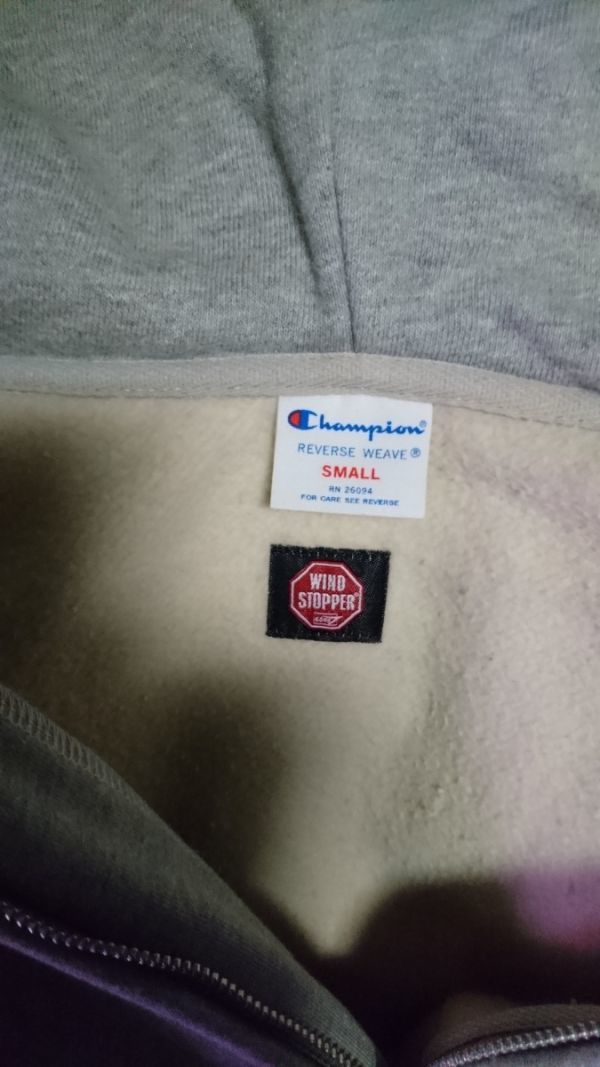 Champion®
REVERSE WEAVE®
SMALL
RN 26094
FOR CARE SEE REVERSE
WIND
STOPPER®